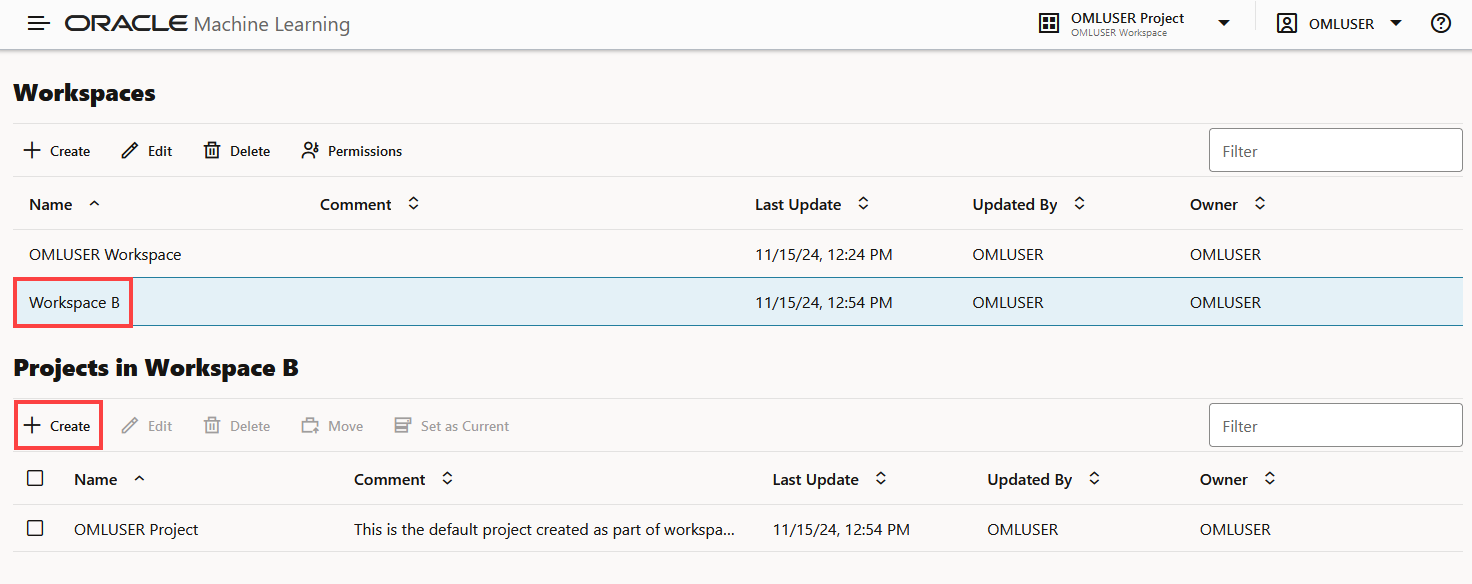 ORACLE Machine Learning
OMLUSER Project
OMLUSER Workspace
OMLUSER
Workspaces
Create Edit Delete Permissions Filter
Name Comment Last Update Updated By Owner
OMLUSER Workspace 11/15/24, 12:24 PM OMLUSER OMLUSER
Workspace B 11/15/24, 12:54 PM OMLUSER OMLUSER
Projects in Workspace B
Create Edit Delete Move Set as Current Filter
Name Comment Last Update Updated By Owner
OMLUSER Project This is the default project created as part of workspa... 11/15/24, 12:54 PM OMLUSER OMLUSER